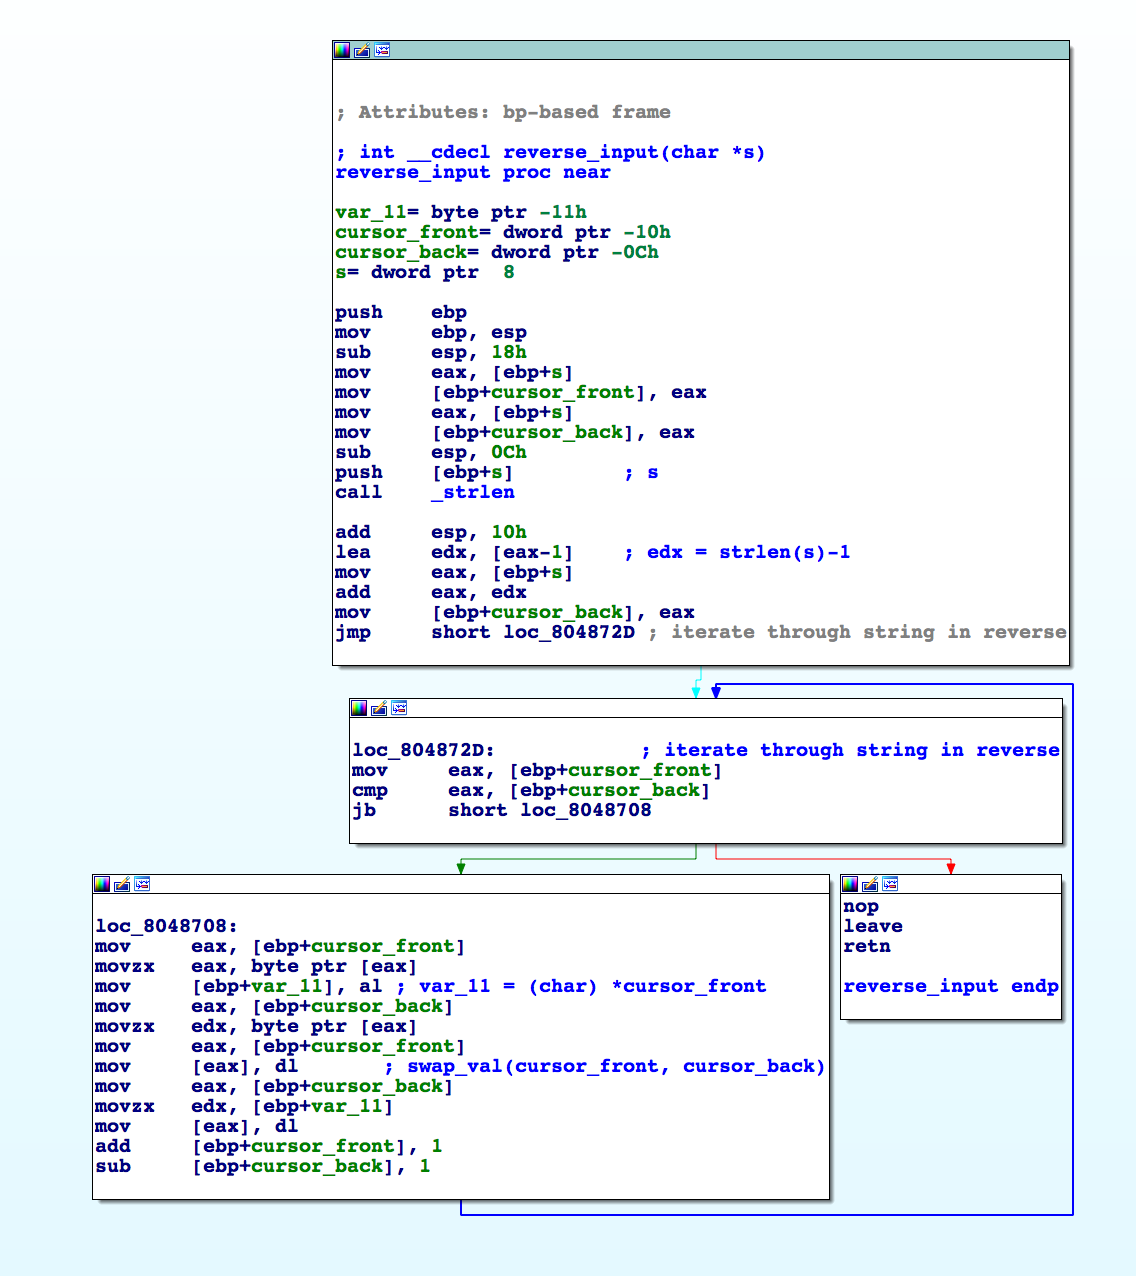 ; Attributes: bp-based frame
; int __cdecl reverse_input(char *s)
reverse_input proc near
var_11= byte ptr -11h
cursor_front= dword ptr -10h
cursor_back= dword ptr -0Ch
s= dword ptr  8
push    ebp
mov     ebp, esp
sub     esp, 18h
mov     eax, [ebp+s]
mov     [ebp+cursor_front], eax
mov     eax, [ebp+s]
mov     [ebp+cursor_back], eax
sub     esp, 0Ch
push    [ebp+s]         ; s
call    _strlen
add     esp, 10h
lea     edx, [eax-1]    ; edx = strlen(s)-1
mov     eax, [ebp+s]
add     eax, edx
mov     [ebp+cursor_back], eax
jmp     short loc_804872D ; iterate through string in reverse
loc_804872D:            ; iterate through string in reverse
mov     eax, [ebp+cursor_front]
cmp     eax, [ebp+cursor_back]
jb      short loc_8048708
loc_8048708:
mov     eax, [ebp+cursor_front]
movzx   eax, byte ptr [eax]
mov     [ebp+var_11], al ; var_11 = (char) *cursor_front
mov     eax, [ebp+cursor_back]
movzx   edx, byte ptr [eax]
mov     eax, [ebp+cursor_front]
mov     [eax], dl       ; swap_val(cursor_front, cursor_back)
mov     eax, [ebp+cursor_back]
movzx   edx, [ebp+var_11]
mov     [eax], dl
add     [ebp+cursor_front], 1
sub     [ebp+cursor_back], 1
nop
leave
retn
reverse_input endp